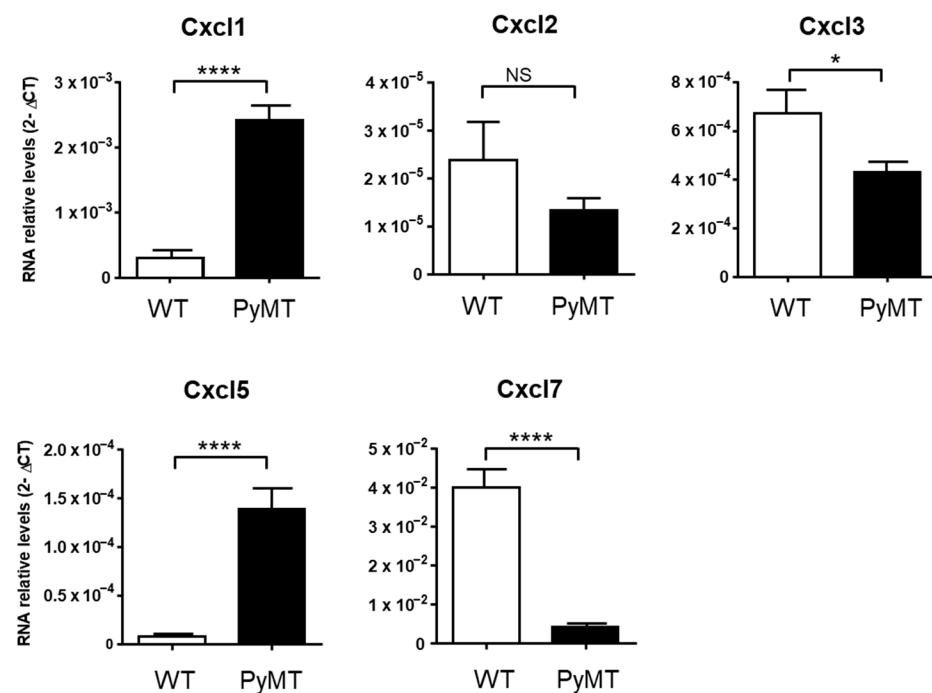 Cxcl1
Cxcl2
Cxcl3
RNA relative levels (2- ΔCT)
3 x 10⁻³
2 x 10⁻³
1 x 10⁻³
0
****
WT
PyMT
4 x 10⁻⁵
3 x 10⁻⁵
2 x 10⁻⁵
1 x 10⁻⁵
0
NS
WT
PyMT
8 x 10⁻⁴
6 x 10⁻⁴
4 x 10⁻⁴
2 x 10⁻⁴
0
*
WT
PyMT
Cxcl5
Cxcl7
RNA relative levels (2- ΔCT)
2.0 x 10⁻⁴
1.5 x 10⁻⁴
1.0 x 10⁻⁴
0.5 x 10⁻⁴
0
****
WT
PyMT
5 x 10⁻²
4 x 10⁻²
3 x 10⁻²
2 x 10⁻²
1 x 10⁻²
0
****
WT
PyMT